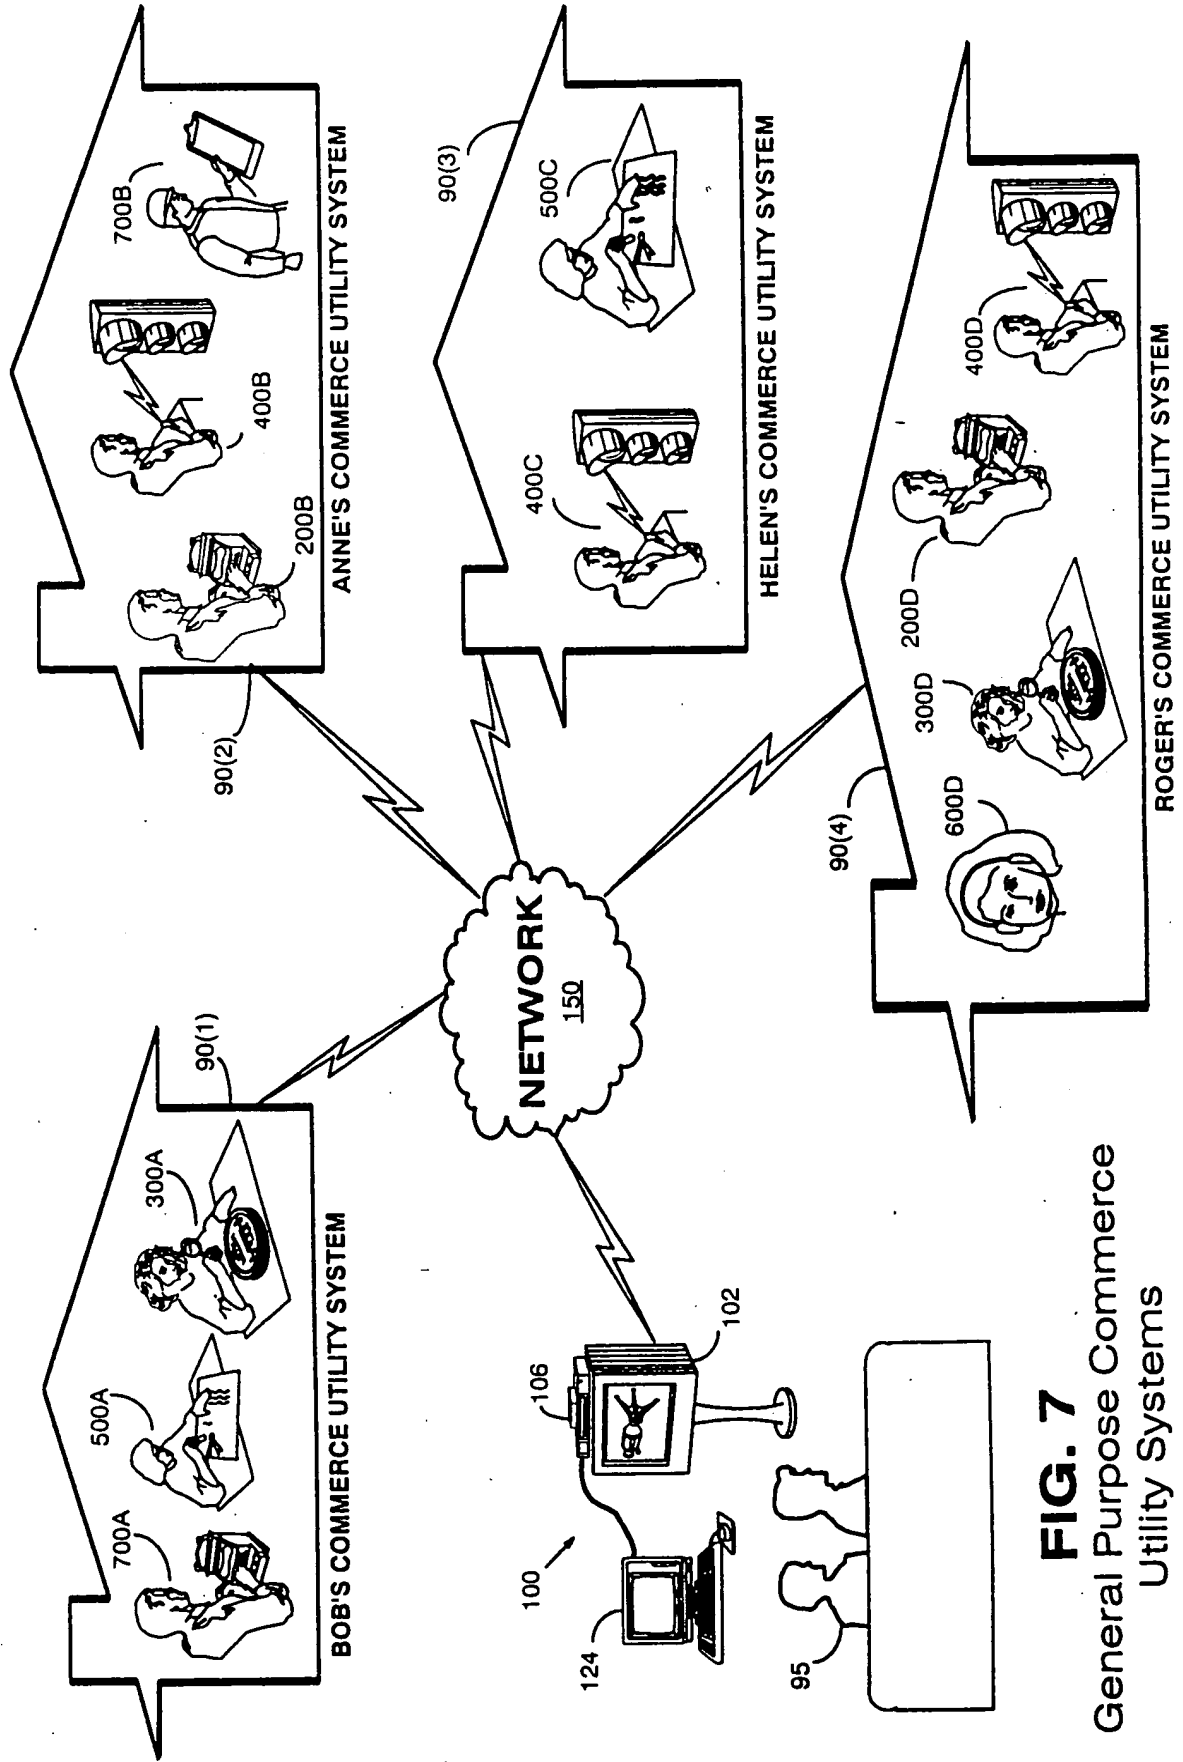 BOB'S COMMERCE UTILITY SYSTEM
700A
500A
300A
90(1)
ANNE'S COMMERCE UTILITY SYSTEM
200B
400B
700B
90(2)
HELEN'S COMMERCE UTILITY SYSTEM
400C
500C
90(3)
ROGER'S COMMERCE UTILITY SYSTEM
600D
300D
200D
400D
90(4)
NETWORK
150
100
124
106
102
95
FIG. 7
General Purpose Commerce
Utility Systems